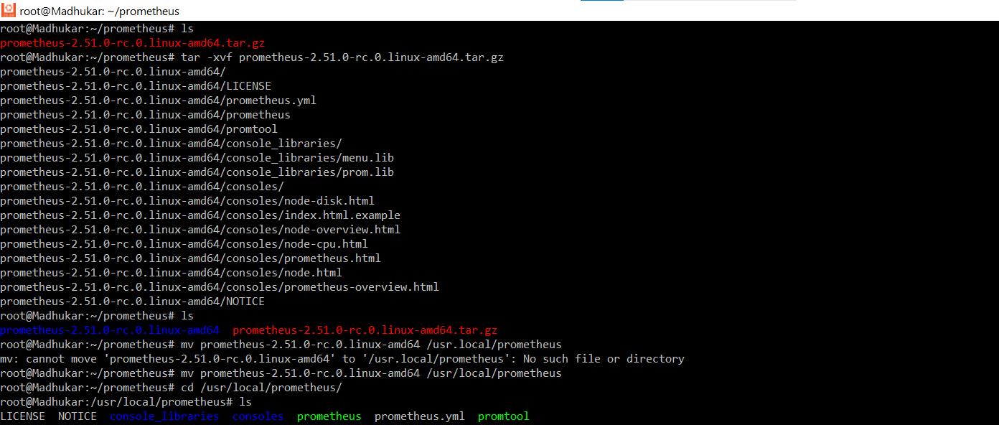 root@Madhukar: ~/prometheus
root@Madhukar:~/prometheus# ls
prometheus-2.51.0-rc.0.linux-amd64.tar.gz
root@Madhukar:~/prometheus# tar -xvf prometheus-2.51.0-rc.0.linux-amd64.tar.gz
prometheus-2.51.0-rc.0.linux-amd64/
prometheus-2.51.0-rc.0.linux-amd64/LICENSE
prometheus-2.51.0-rc.0.linux-amd64/prometheus.yml
prometheus-2.51.0-rc.0.linux-amd64/prometheus
prometheus-2.51.0-rc.0.linux-amd64/promtool
prometheus-2.51.0-rc.0.linux-amd64/console_libraries/
prometheus-2.51.0-rc.0.linux-amd64/console_libraries/menu.lib
prometheus-2.51.0-rc.0.linux-amd64/console_libraries/prom.lib
prometheus-2.51.0-rc.0.linux-amd64/consoles/
prometheus-2.51.0-rc.0.linux-amd64/consoles/node-disk.html
prometheus-2.51.0-rc.0.linux-amd64/consoles/index.html.example
prometheus-2.51.0-rc.0.linux-amd64/consoles/node-overview.html
prometheus-2.51.0-rc.0.linux-amd64/consoles/node-cpu.html
prometheus-2.51.0-rc.0.linux-amd64/consoles/prometheus.html
prometheus-2.51.0-rc.0.linux-amd64/consoles/node.html
prometheus-2.51.0-rc.0.linux-amd64/consoles/prometheus-overview.html
prometheus-2.51.0-rc.0.linux-amd64/NOTICE
root@Madhukar:~/prometheus# ls
prometheus-2.51.0-rc.0.linux-amd64  prometheus-2.51.0-rc.0.linux-amd64.tar.gz
root@Madhukar:~/prometheus# mv prometheus-2.51.0-rc.0.linux-amd64 /usr.local/prometheus
mv: cannot move 'prometheus-2.51.0-rc.0.linux-amd64' to '/usr.local/prometheus': No such file or directory
root@Madhukar:~/prometheus# mv prometheus-2.51.0-rc.0.linux-amd64 /usr/local/prometheus
root@Madhukar:~/prometheus# cd /usr/local/prometheus/
root@Madhukar:/usr/local/prometheus# ls
LICENSE  NOTICE  console_libraries  consoles  prometheus  prometheus.yml  promtool